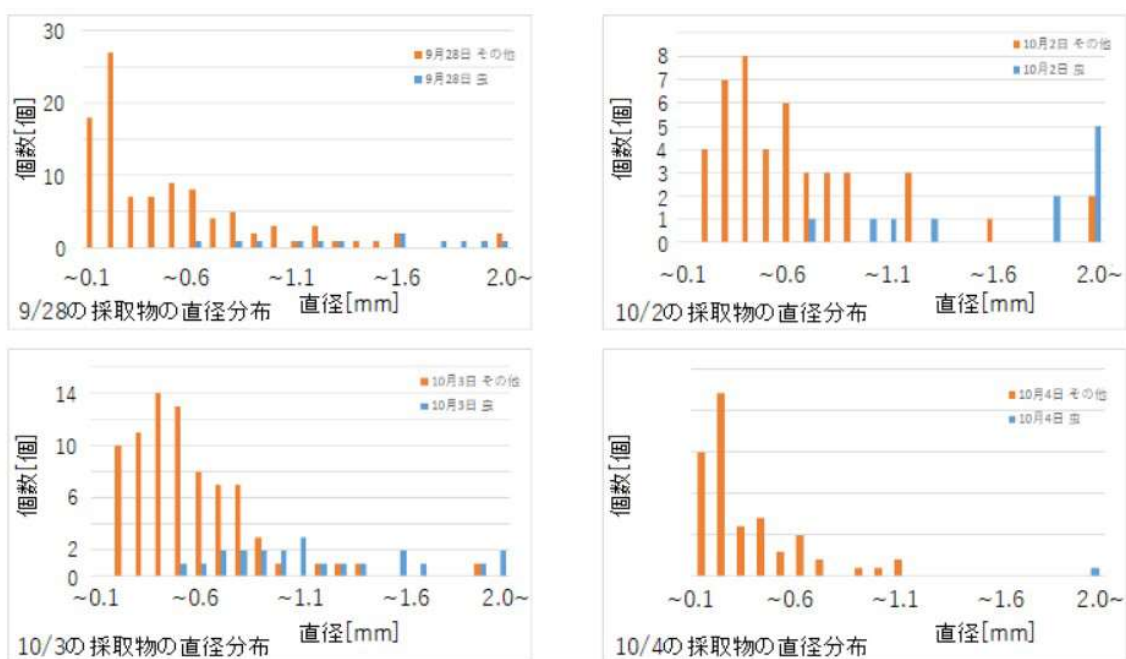 30
20
10
0
個数[個]
9月28日 その他
9月28日 虫
~0.1 ~0.6 ~1.1 ~1.6 2.0~
直径[mm]
9/28の採取物の直径分布
8
7
6
5
4
3
2
1
0
個数[個]
10月2日 その他
10月2日 虫
~0.1 ~0.6 ~1.1 ~1.6 2.0~
直径[mm]
10/2の採取物の直径分布
14
10
6
2
0
個数[個]
10月3日 その他
10月3日 虫
~0.1 ~0.6 ~1.1 ~1.6 2.0~
直径[mm]
10/3の採取物の直径分布
個数[個]
10月4日 その他
10月4日 虫
~0.1 ~0.6 ~1.1 ~1.6 2.0~
直径[mm]
10/4の採取物の直径分布